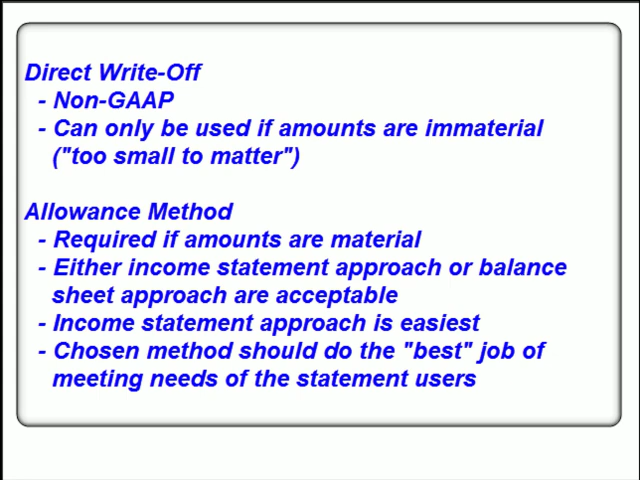 Direct Write-Off
- Non-GAAP
- Can only be used if amounts are immaterial
("too small to matter")
Allowance Method
- Required if amounts are material
- Either income statement approach or balance
sheet approach are acceptable
- Income statement approach is easiest
- Chosen method should do the "best" job of
meeting needs of the statement users